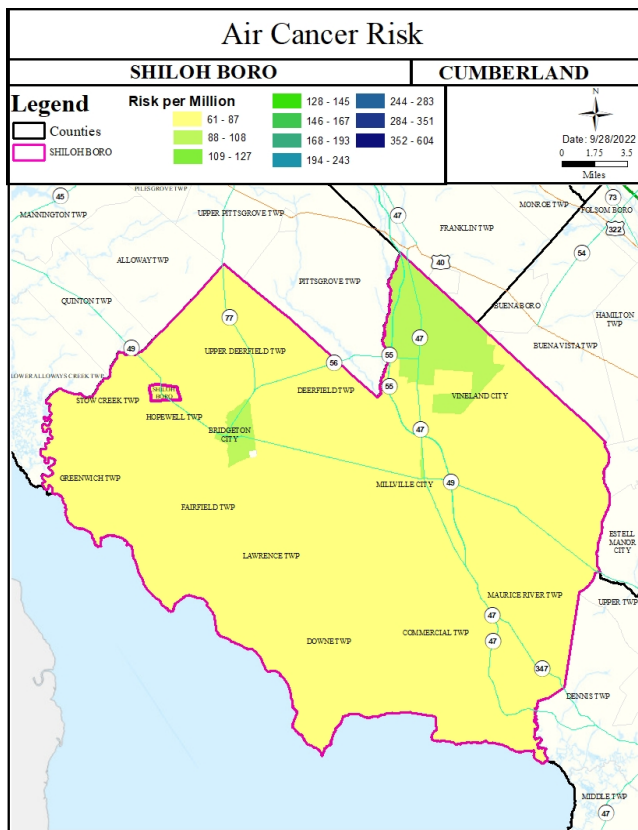 Air Cancer Risk
SHILOH BORO
CUMBERLAND
Legend
Counties
SHILOH BORO
Risk per Million
61 - 87
88 - 108
109 - 127
128 - 145
146 - 167
168 - 193
194 - 243
244 - 283
284 - 351
352 - 604
N
Date: 9/28/2022
0 1.75 3.5
Miles
PILESGROVE TWP
45
MANNINGTON TWP
UPPER PITTSGROVE TWP
47
FRANKLIN TWP
MONROE TWP
73
FOLSOM BORO
322
40
54
ALLOWAY TWP
PITTSGROVE TWP
QUINTON TWP
BUENA BORO
HAMILTON
TWP
77
47
49
UPPER DEERFIELD TWP
56
55
BUENA VISTA TWP
LOWER ALLOWAYS CREEK TWP
55
STOW CREEK TWP
SHILOH
BORO
DEERFIELD TWP
VINELAND CITY
HOPEWELL TWP
BRIDGETON
CITY
47
GREENWICH TWP
MILLVILLE CITY
49
FAIRFIELD TWP
ESTELL
MANOR
CITY
LAWRENCE TWP
MAURICE RIVER TWP
UPPER TWP
47
COMMERCIAL TWP
47
DOWNE TWP
347
DENNIS TWP
MIDDLE TWP
47